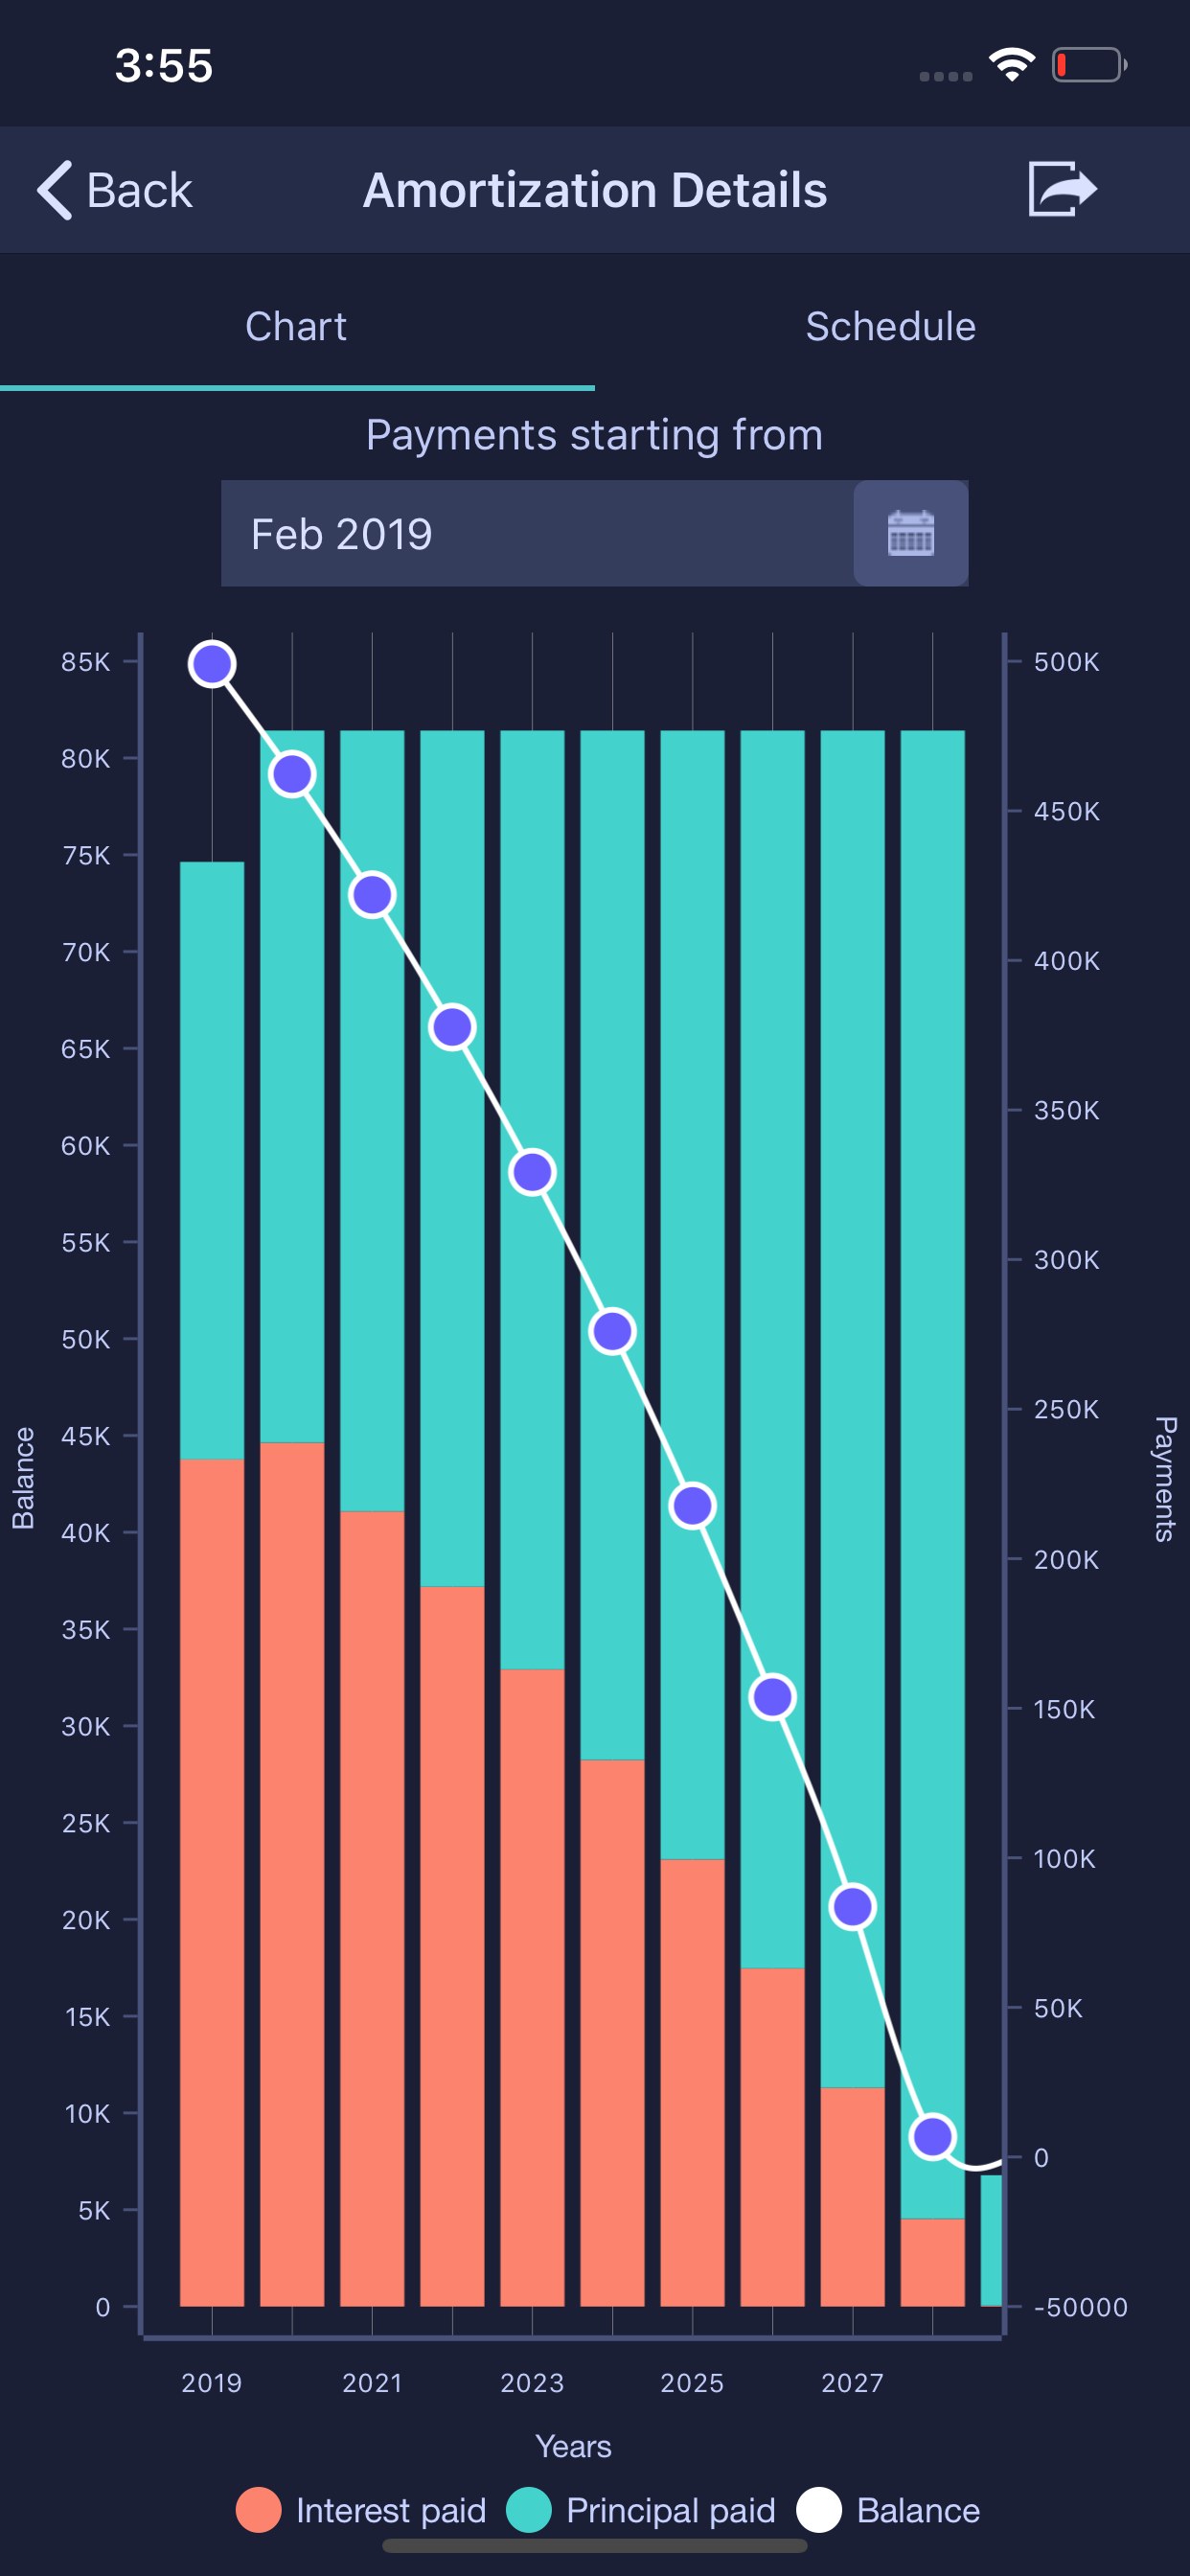 3:55
Back
Amortization Details
Chart
Schedule
Payments starting from
Feb 2019
85K
80K
75K
70K
65K
60K
55K
50K
45K
40K
35K
30K
25K
20K
15K
10K
5K
0
Balance
500K
450K
400K
350K
300K
250K
200K
150K
100K
50K
0
-50000
Payments
2019
2021
2023
2025
2027
Years
Interest paid
Principal paid
Balance